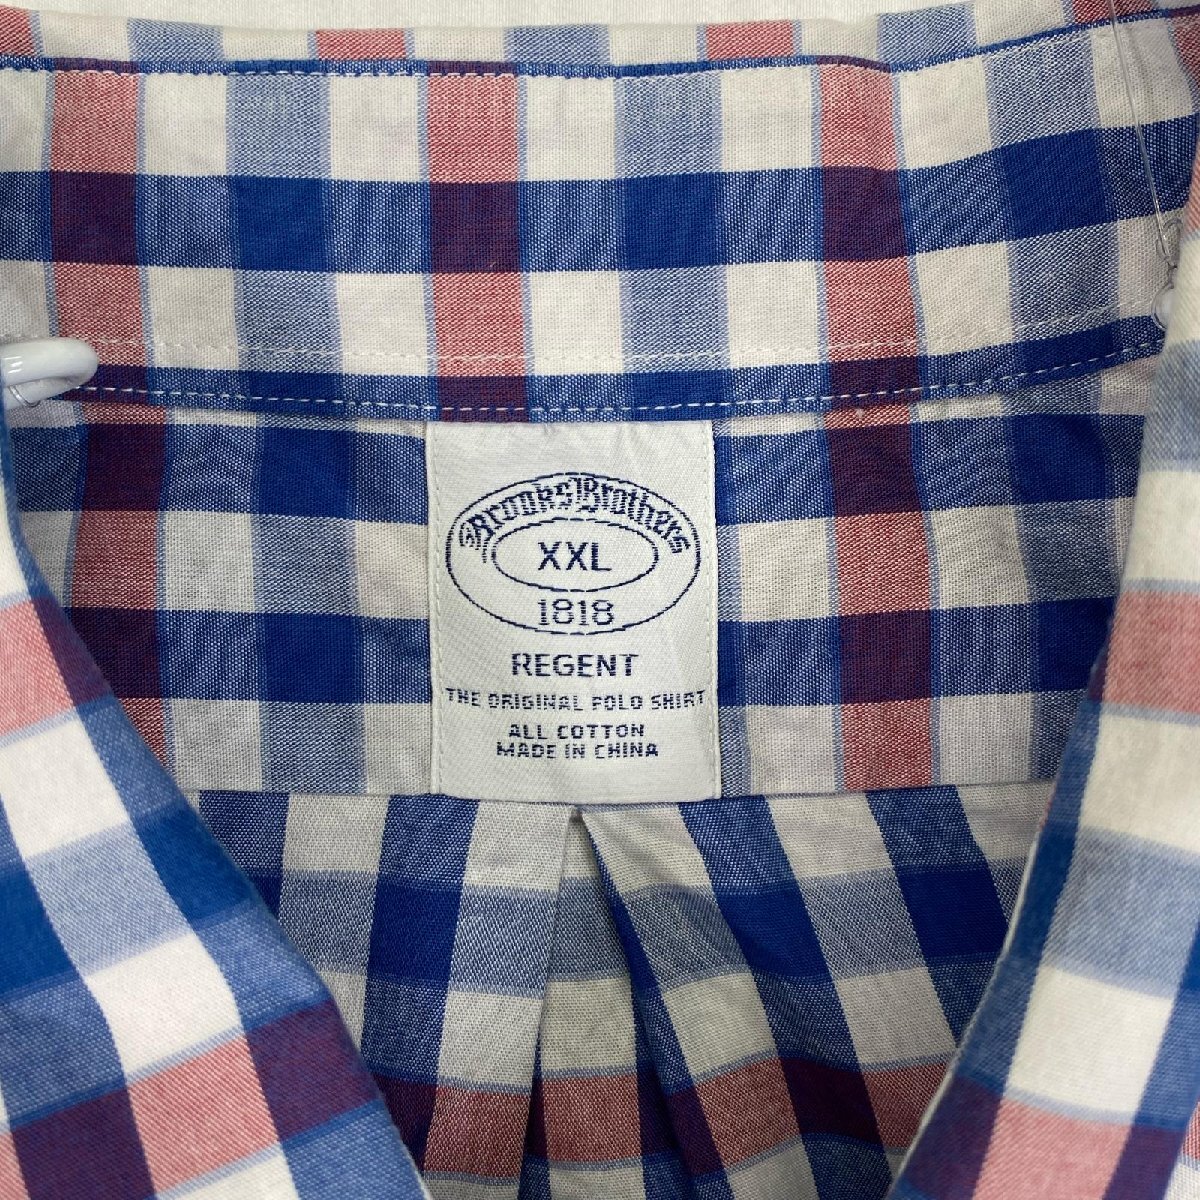 Brooks Brothers
XXL
1818
REGENT
THE ORIGINAL POLO SHIRT
ALL COTTON
MADE IN CHINA